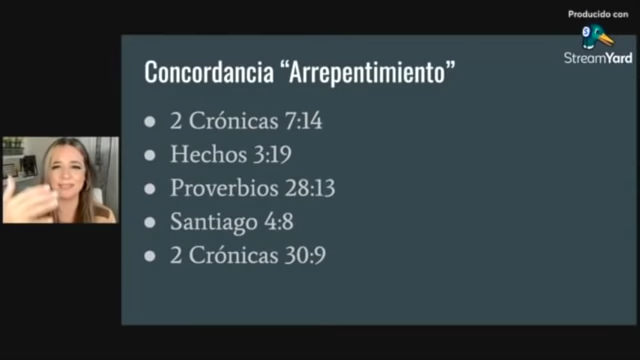 Producido con
StreamYard
Concordancia “Arrepentimiento”
● 2 Crónicas 7:14
● Hechos 3:19
● Proverbios 28:13
● Santiago 4:8
● 2 Crónicas 30:9